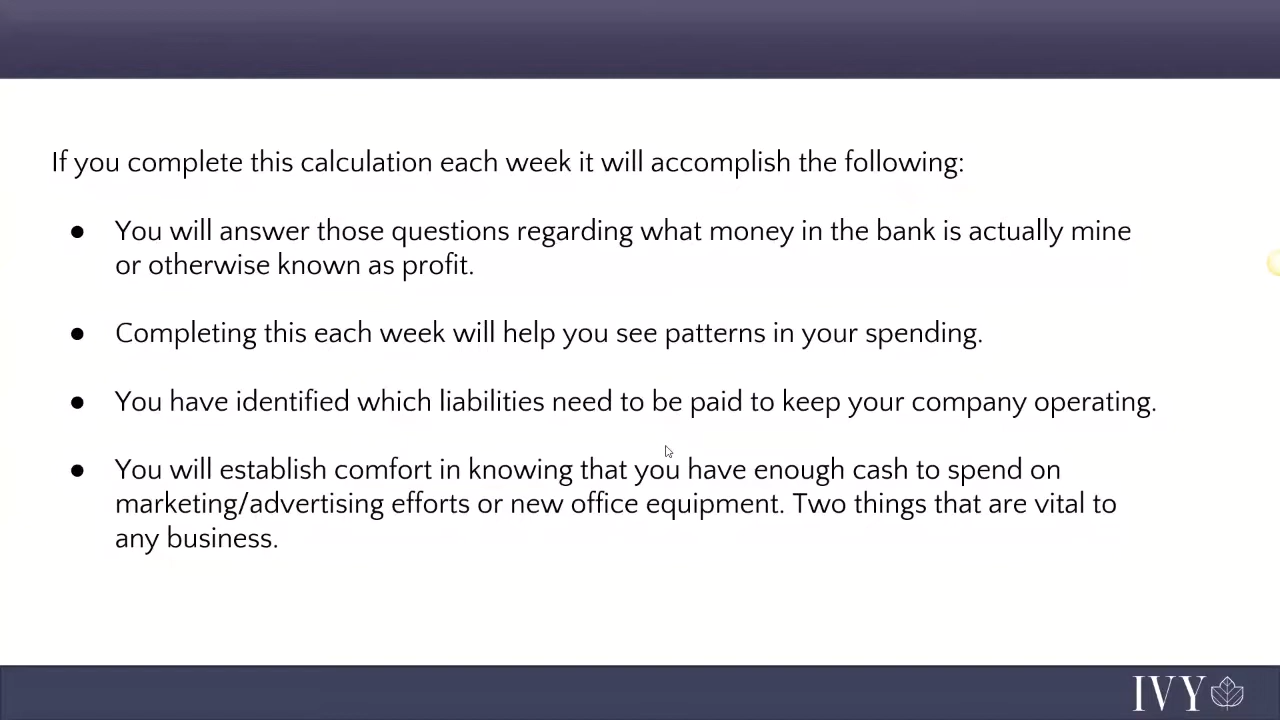 If you complete this calculation each week it will accomplish the following:
● You will answer those questions regarding what money in the bank is actually mine
or otherwise known as profit.
● Completing this each week will help you see patterns in your spending.
● You have identified which liabilities need to be paid to keep your company operating.
● You will establish comfort in knowing that you have enough cash to spend on
marketing/advertising efforts or new office equipment. Two things that are vital to
any business.
IVY